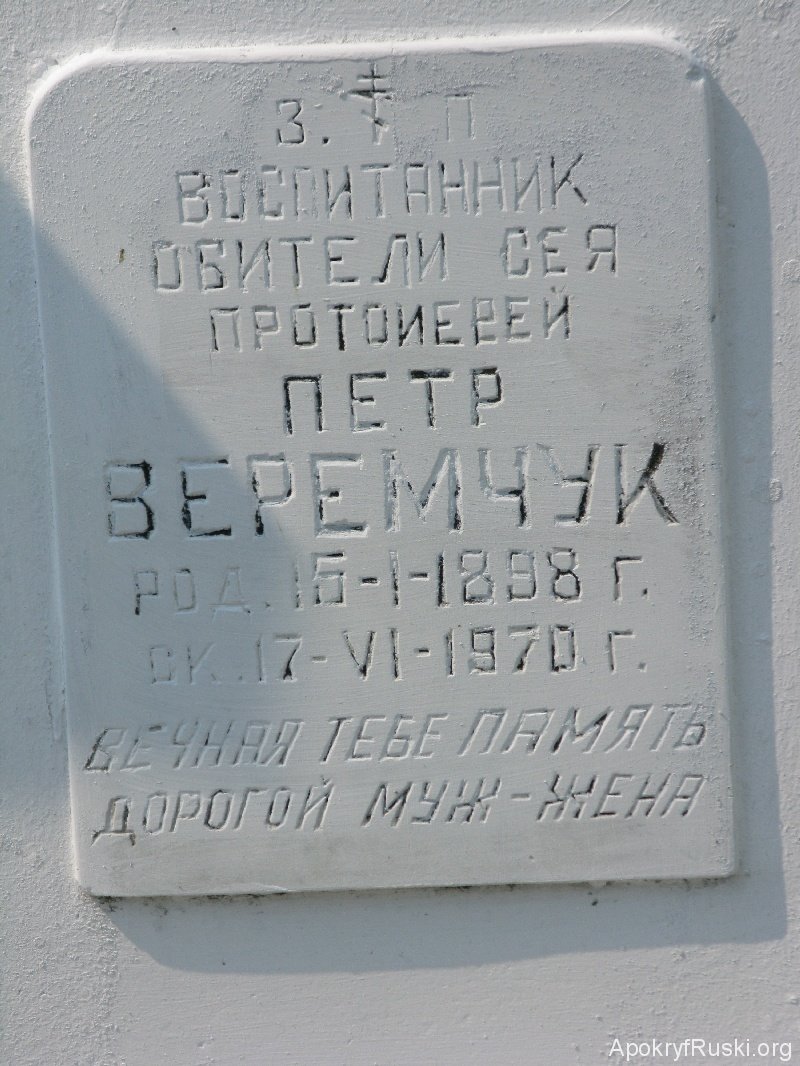 З. П
ВОСПИТАННИК
ОБИТЕЛИ СЕЯ
ПРОТОИЕРЕЙ
ПЕТР
ВЕРЕМЧУК
РОД. 15-I-1898 г.
СК. 17-VI-1970 г.
ВЕЧНАЯ ТЕБЕ ПАМЯТЬ
ДОРОГОЙ МУЖ-ЖЕНА
ApokryfRuski.org